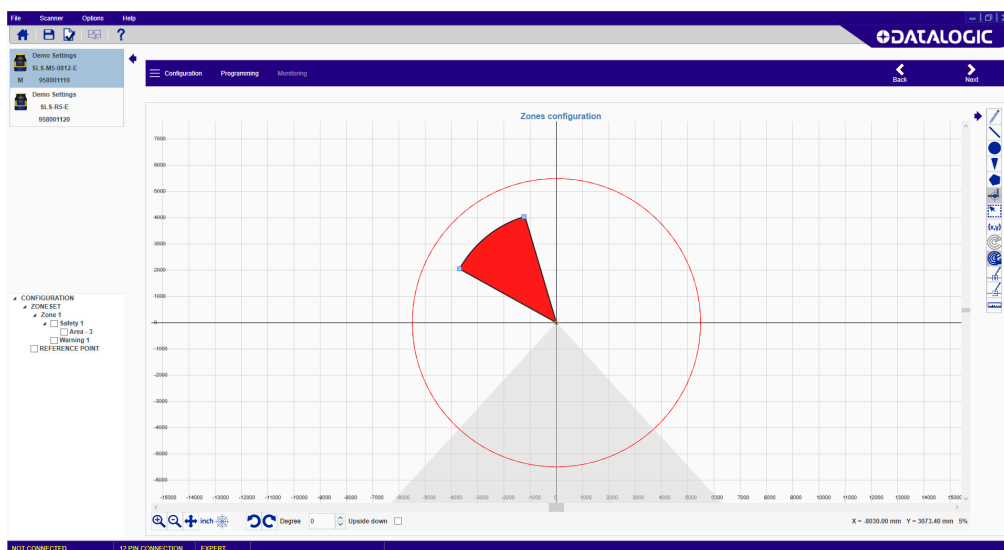 File Scanner Options Help
DATALOGIC
Demo Settings
SLS-M5-0812-E
M 958001110
Demo Settings
SLS-R5-E
958001120
Configuration Programming Monitoring Back Next
Zones configuration
7000
6000
5000
4000
3000
2000
1000
0
-1000
-2000
-3000
-4000
-5000
-6000
-15000 -14000 -13000 -12000 -11000 -10000 -9000 -8000 -7000 -6000 -5000 -4000 -3000 -2000 -1000 0 1000 2000 3000 4000 5000 6000 7000 8000 9000 10000 11000 12000 13000 14000
{x,y}
CONFIGURATION
ZONESET
Zone 1
Safety 1
Area - 3
Warning 1
REFERENCE POINT
inch Degree 0 Upside down X = -8030.00 mm Y = 3073.40 mm 5%
NOT CONNECTED 12 PIN CONNECTION EXPERT